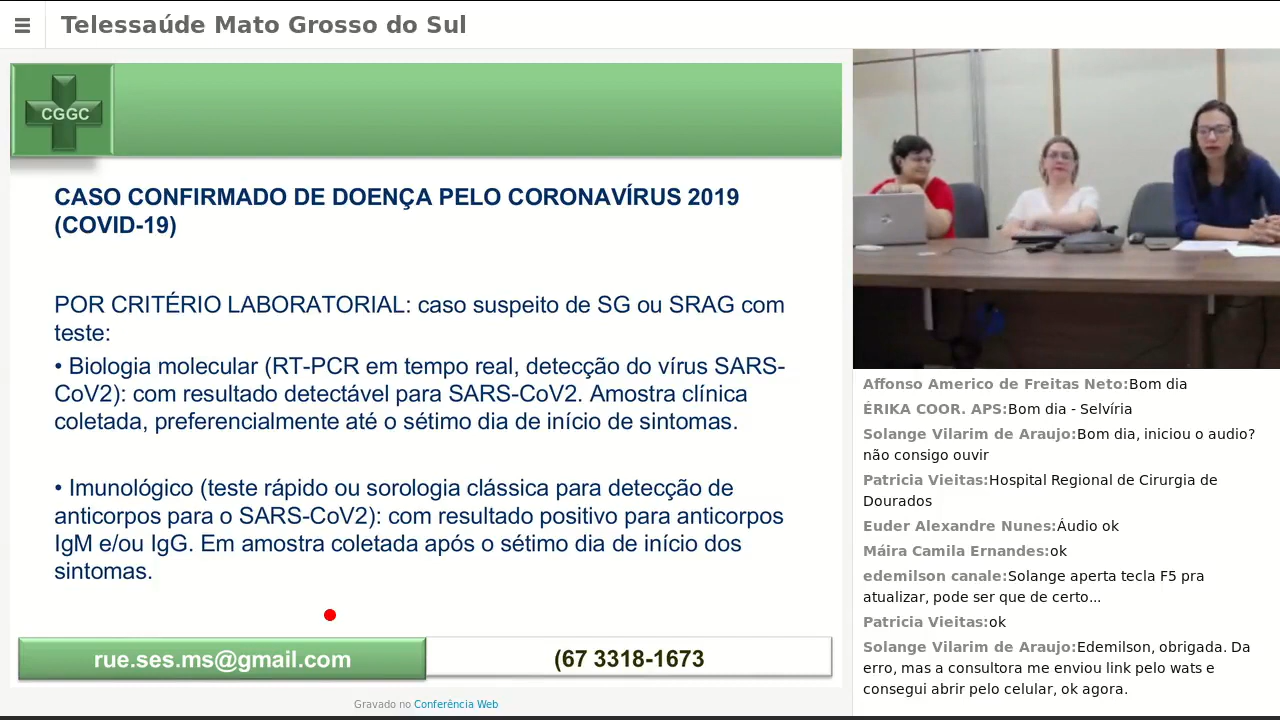 Telessaúde Mato Grosso do Sul
CGGC
CASO CONFIRMADO DE DOENÇA PELO CORONAVÍRUS 2019
(COVID-19)
POR CRITÉRIO LABORATORIAL: caso suspeito de SG ou SRAG com
teste:
• Biologia molecular (RT-PCR em tempo real, detecção do vírus SARS-
CoV2): com resultado detectável para SARS-CoV2. Amostra clínica
coletada, preferencialmente até o sétimo dia de início de sintomas.
• Imunológico (teste rápido ou sorologia clássica para detecção de
anticorpos para o SARS-CoV2): com resultado positivo para anticorpos
IgM e/ou IgG. Em amostra coletada após o sétimo dia de início dos
sintomas.
rue.ses.ms@gmail.com
(67 3318-1673
Gravado no Conferência Web
Affonso Americo de Freitas Neto:Bom dia
ÉRIKA COOR. APS:Bom dia - Selvíria
Solange Vilarim de Araujo:Bom dia, iniciou o audio?
não consigo ouvir
Patricia Vieitas:Hospital Regional de Cirurgia de
Dourados
Euder Alexandre Nunes:Áudio ok
Máira Camila Ernandes:ok
edemilson canale:Solange aperta tecla F5 pra
atualizar, pode ser que de certo...
Patricia Vieitas:ok
Solange Vilarim de Araujo:Edemilson, obrigada. Da
erro, mas a consultora me enviou link pelo wats e
consegui abrir pelo celular, ok agora.